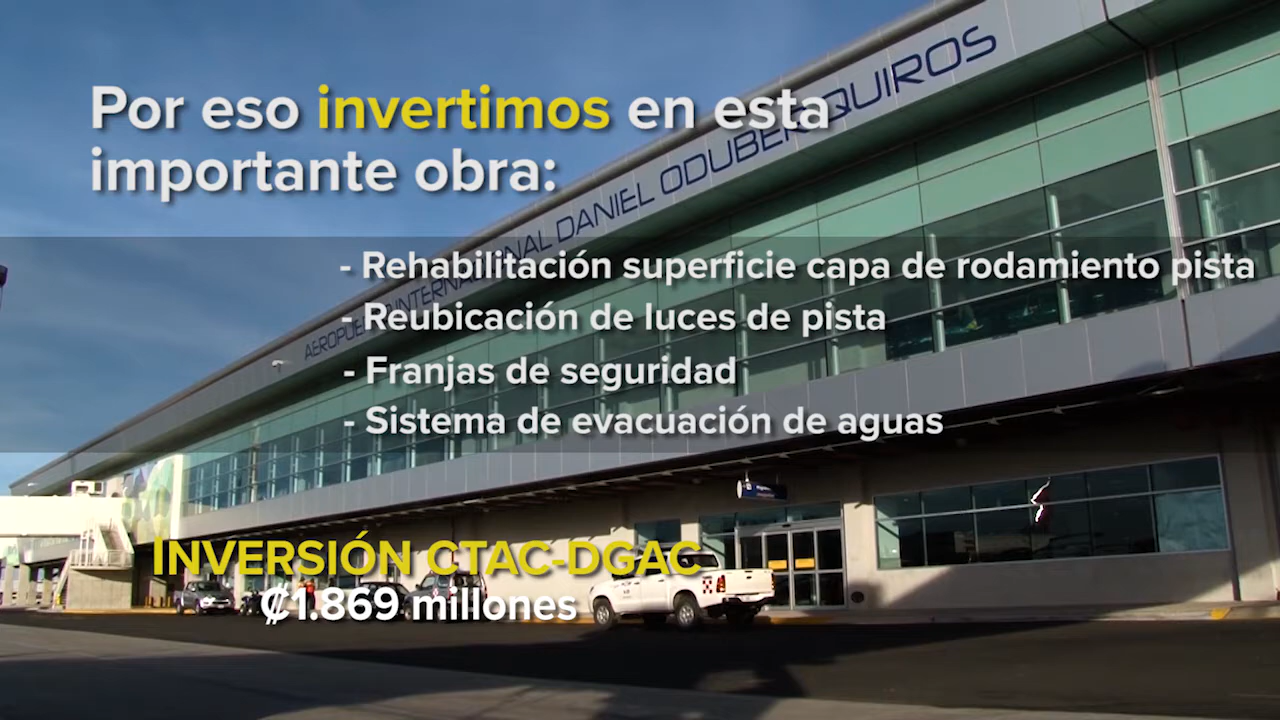 Por eso invertimos en esta
importante obra:
AEROPUERTO INTERNATIONAL DANIEL ODUBER QUIROS
- Rehabilitación superficie capa de rodamiento pista
- Reubicación de luces de pista
- Franjas de seguridad
- Sistema de evacuación de aguas
INVERSIÓN CTAC-DGAC
₡1.869 millones